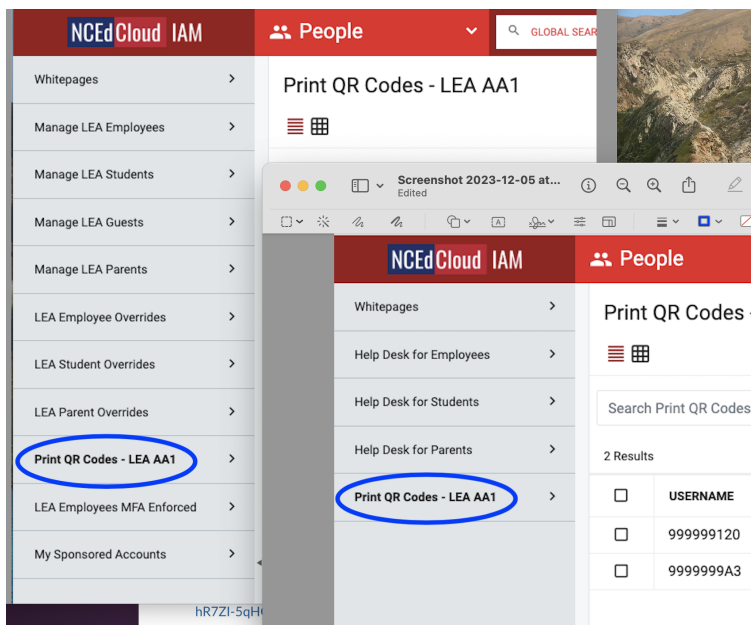 NCEdCloud IAM
People
GLOBAL SEAR
Whitepages
Manage LEA Employees
Manage LEA Students
Manage LEA Guests
Manage LEA Parents
LEA Employee Overrides
LEA Student Overrides
LEA Parent Overrides
Print QR Codes - LEA AA1
LEA Employees MFA Enforced
My Sponsored Accounts
Print QR Codes - LEA AA1
Screenshot 2023-12-05 at...
Edited
NCEdCloud IAM
People
Whitepages
Help Desk for Employees
Help Desk for Students
Help Desk for Parents
Print QR Codes - LEA AA1
Print QR Codes -
Search Print QR Codes
2 Results
USERNAME
999999120
9999999A3
hR7ZI-5qH